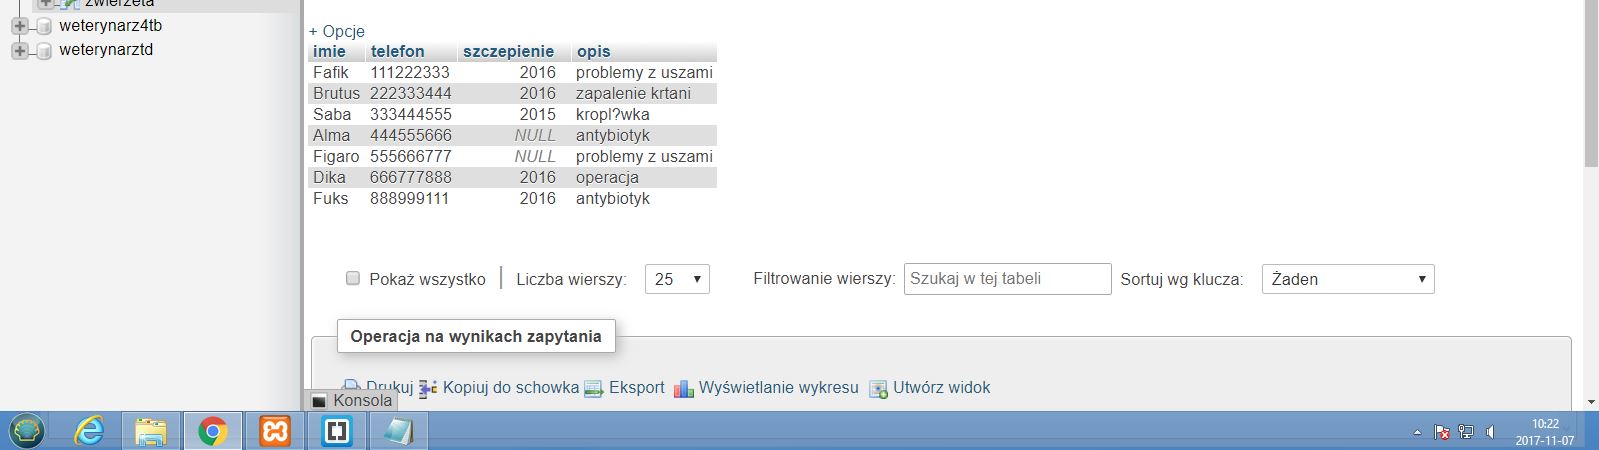 zwierzeta
weterynarz4tb
weterynarztd
+ Opcje
imie telefon szczepienie opis
Fafik 111222333 2016 problemy z uszami
Brutus 222333444 2016 zapalenie krtani
Saba 333444555 2015 kropl?wka
Alma 444555666 NULL antybiotyk
Figaro 555666777 NULL problemy z uszami
Dika 666777888 2016 operacja
Fuks 888999111 2016 antybiotyk
Pokaż wszystko Liczba wierszy: 25 Filtrowanie wierszy: Szukaj w tej tabeli Sortuj wg klucza: Żaden
Operacja na wynikach zapytania
Drukuj Kopiuj do schowka Eksport Wyświetlanie wykresu Utwórz widok
Konsola
10:22
2017-11-07